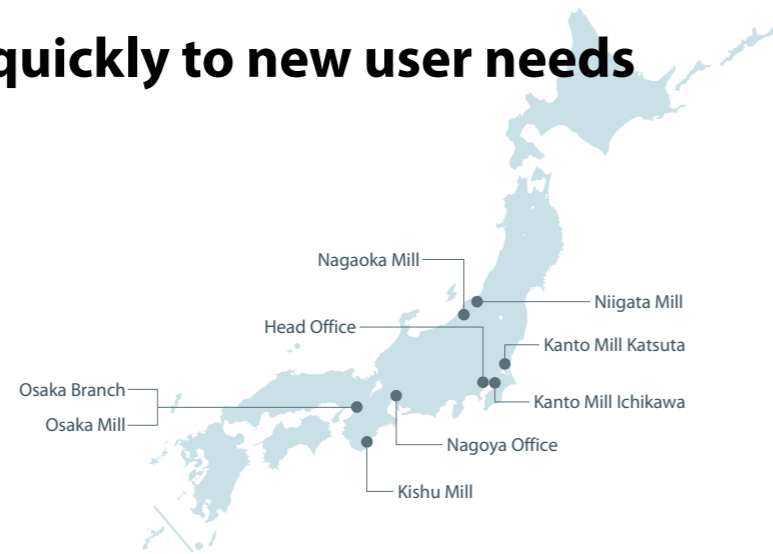 quickly to new user needs
Nagaoka Mill
Niigata Mill
Head Office
Kanto Mill Katsuta
Osaka Branch
Kanto Mill Ichikawa
Osaka Mill
Nagoya Office
Kishu Mill